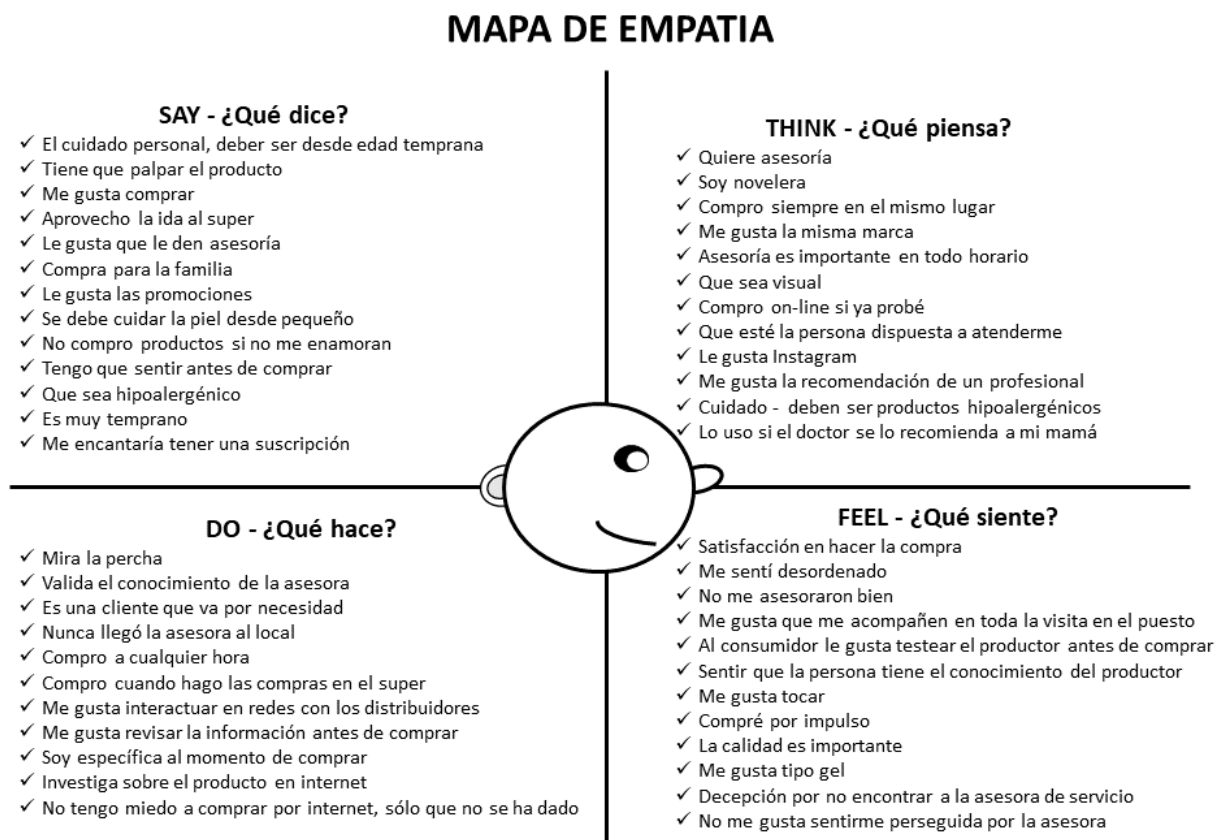 MAPA DE EMPATIA
SAY - ¿Qué dice?
✓ El cuidado personal, deber ser desde edad temprana
✓ Tiene que palpar el producto
✓ Me gusta comprar
✓ Aprovecho la ida al super
✓ Le gusta que le den asesoría
✓ Compra para la familia
✓ Le gusta las promociones
✓ Se debe cuidar la piel desde pequeño
✓ No compro productos si no me enamoran
✓ Tengo que sentir antes de comprar
✓ Que sea hipoalergénico
✓ Es muy temprano
✓ Me encantaría tener una suscripción
THINK - ¿Qué piensa?
✓ Quiere asesoría
✓ Soy novelera
✓ Compro siempre en el mismo lugar
✓ Me gusta la misma marca
✓ Asesoría es importante en todo horario
✓ Que sea visual
✓ Compro on-line si ya probé
✓ Que esté la persona dispuesta a atenderme
✓ Le gusta Instagram
✓ Me gusta la recomendación de un profesional
✓ Cuidado - deben ser productos hipoalergénicos
✓ Lo uso si el doctor se lo recomienda a mi mamá
DO - ¿Qué hace?
✓ Mira la percha
✓ Valida el conocimiento de la asesora
✓ Es una cliente que va por necesidad
✓ Nunca llegó la asesora al local
✓ Compro a cualquier hora
✓ Compro cuando hago las compras en el super
✓ Me gusta interactuar en redes con los distribuidores
✓ Me gusta revisar la información antes de comprar
✓ Soy específica al momento de comprar
✓ Investiga sobre el producto en internet
✓ No tengo miedo a comprar por internet, sólo que no se ha dado
FEEL - ¿Qué siente?
✓ Satisfacción en hacer la compra
✓ Me sentí desordenado
✓ No me asesoraron bien
✓ Me gusta que me acompañen en toda la visita en el puesto
✓ Al consumidor le gusta testear el productor antes de comprar
✓ Sentir que la persona tiene el conocimiento del productor
✓ Me gusta tocar
✓ Compré por impulso
✓ La calidad es importante
✓ Me gusta tipo gel
✓ Decepción por no encontrar a la asesora de servicio
✓ No me gusta sentirme perseguida por la asesora